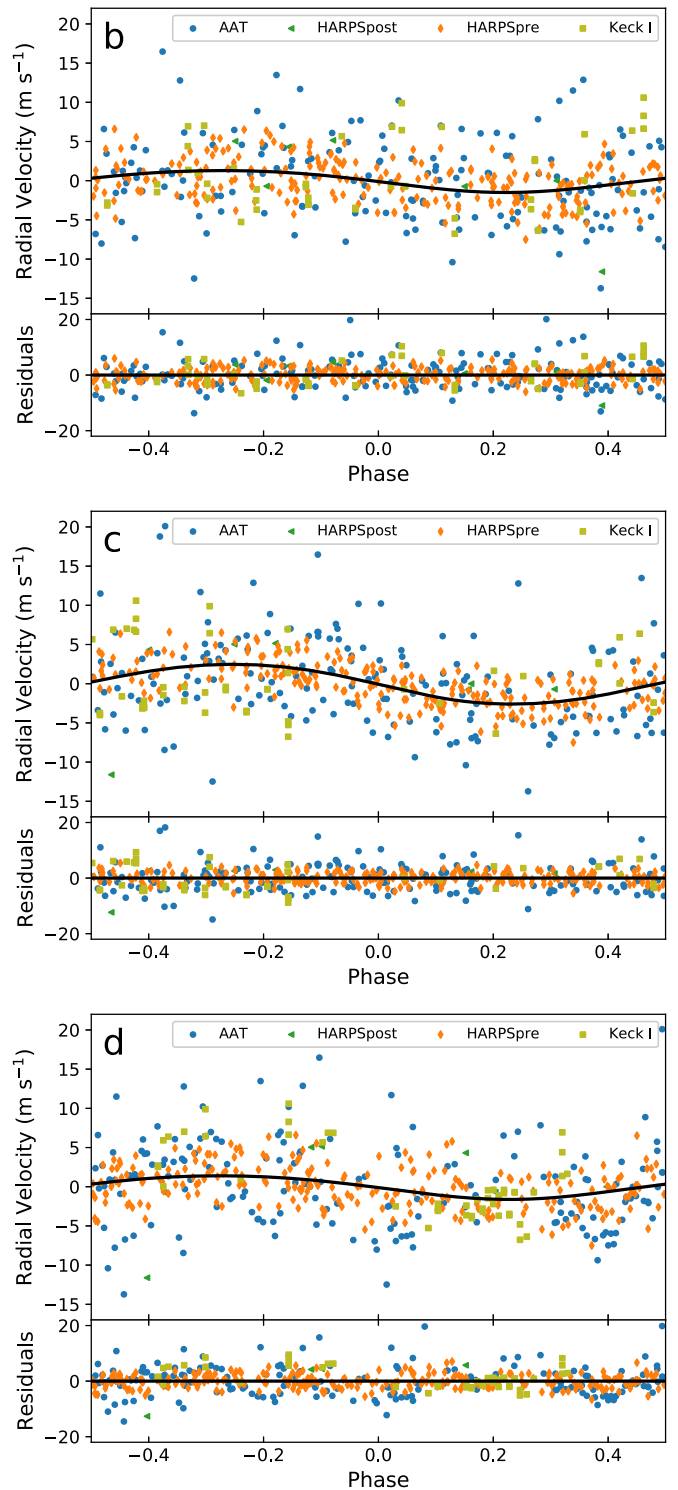 b
AAT HARPSpost HARPSpre Keck I
20
15
10
5
0
−5
−10
−15
Radial Velocity (m s⁻¹)
20
0
−20
Residuals
−0.4 −0.2 0.0 0.2 0.4
Phase
c
AAT HARPSpost HARPSpre Keck I
20
15
10
5
0
−5
−10
−15
Radial Velocity (m s⁻¹)
20
0
−20
Residuals
−0.4 −0.2 0.0 0.2 0.4
Phase
d
AAT HARPSpost HARPSpre Keck I
20
15
10
5
0
−5
−10
−15
Radial Velocity (m s⁻¹)
20
0
−20
Residuals
−0.4 −0.2 0.0 0.2 0.4
Phase